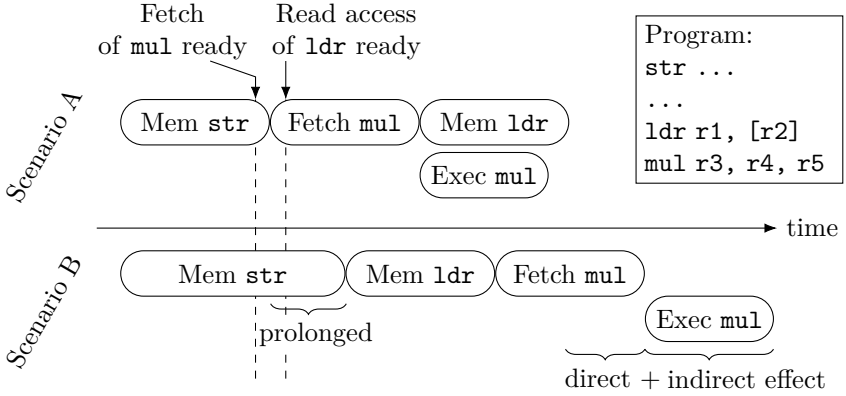 Fetch
of mul ready
Read access
of ldr ready
Program:
str ...
...
ldr r1, [r2]
mul r3, r4, r5
Scenario A
Mem str
Fetch mul
Mem ldr
Exec mul
time
Scenario B
Mem str
Mem ldr
Fetch mul
prolonged
Exec mul
direct + indirect effect